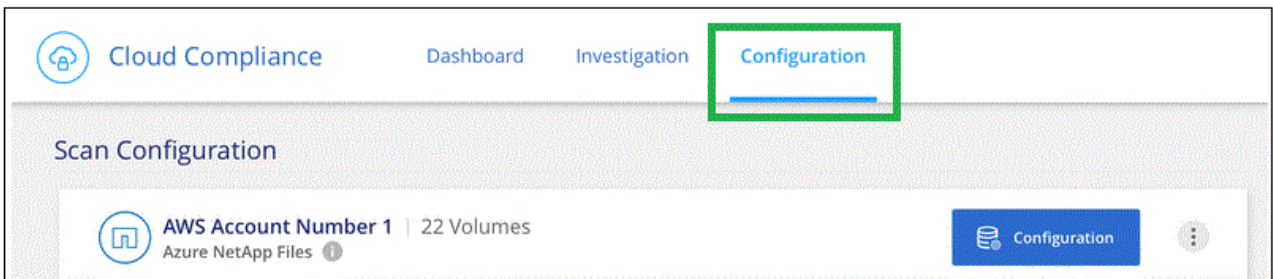 Cloud Compliance Dashboard Investigation Configuration
Scan Configuration
AWS Account Number 1 | 22 Volumes
Azure NetApp Files
Configuration